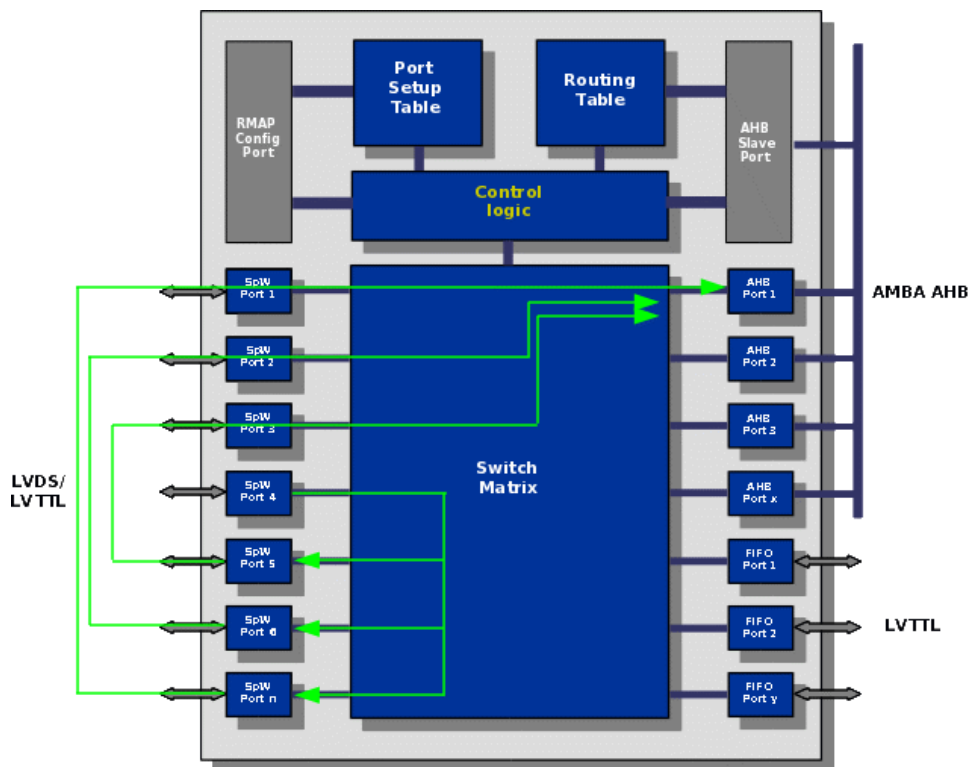 Port
Setup
Table
Routing
Table
RMAP
Config
Port
AHB
Slave
Port
Control
logic
SpW
Port 1
AHB
Port 1
AMBA AHB
SpW
Port 2
AHB
Port 2
SpW
Port 3
AHB
Port 3
LVDS/
LVTTL
SpW
Port 4
Switch
Matrix
AHB
Port x
SpW
Port 5
FIFO
Port 1
SpW
Port 6
FIFO
Port 2
LVTTL
SpW
Port n
FIFO
Port y